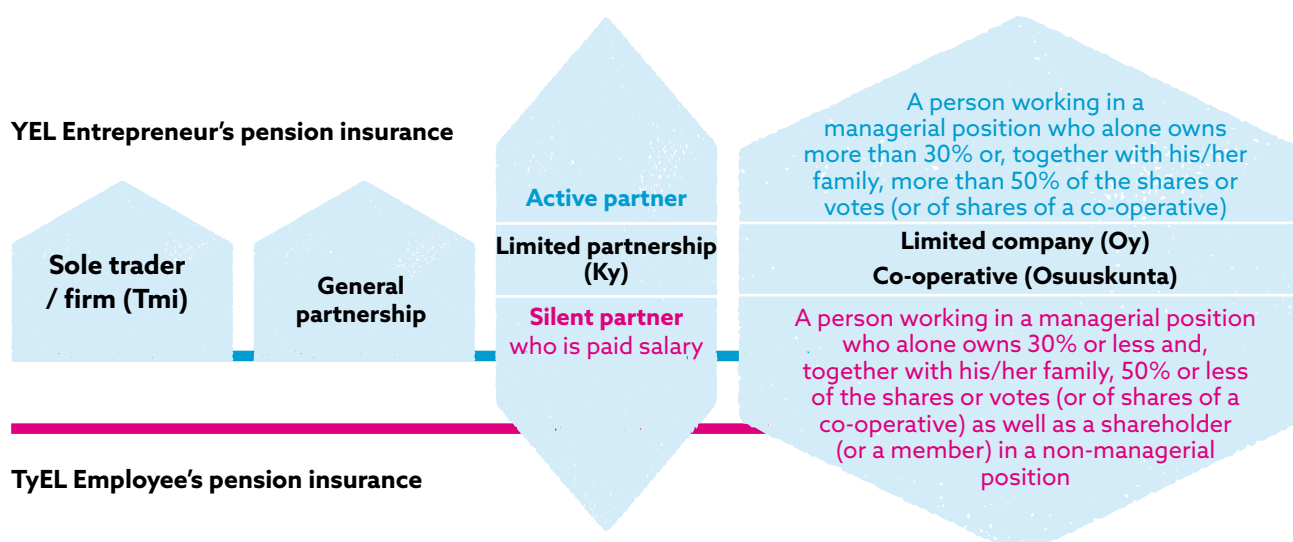 YEL Entrepreneur’s pension insurance
Sole trader
/ firm (Tmi)
General
partnership
Active partner
Limited partnership
(Ky)
Silent partner
who is paid salary
A person working in a
managerial position who alone owns
more than 30% or, together with his/her
family, more than 50% of the shares or
votes (or of shares of a co-operative)
Limited company (Oy)
Co-operative (Osuuskunta)
A person working in a managerial position
who alone owns 30% or less and,
together with his/her family, 50% or less
of the shares or votes (or of shares of a
co-operative) as well as a shareholder
(or a member) in a non-managerial
position
TyEL Employee’s pension insurance